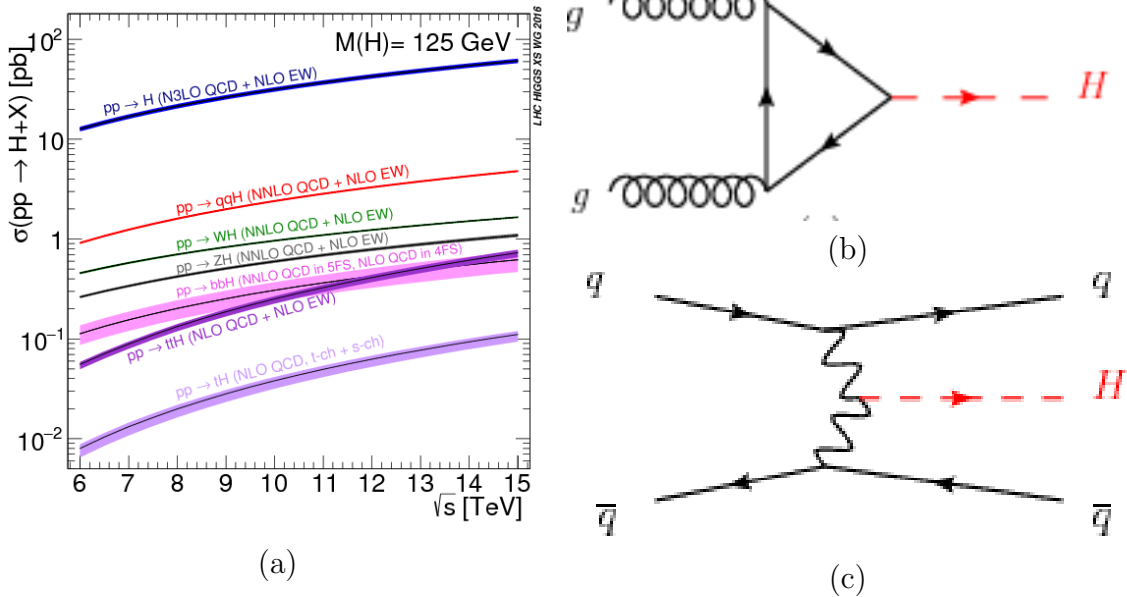 M(H)= 125 GeV
LHC HIGGS XS WG 2016
σ(pp → H+X) [pb]
10²
10
1
10⁻¹
10⁻²
pp → H (N3LO QCD + NLO EW)
pp → qqH (NNLO QCD + NLO EW)
pp → WH (NNLO QCD + NLO EW)
pp → ZH (NNLO QCD + NLO EW)
pp → bbH (NNLO QCD in 5FS, NLO QCD in 4FS)
pp → ttH (NLO QCD + NLO EW)
pp → tH (NLO QCD, t-ch + s-ch)
6 7 8 9 10 11 12 13 14 15
√s [TeV]
(a)
g
H
g
(b)
q
q
H
q̅
q̅
(c)